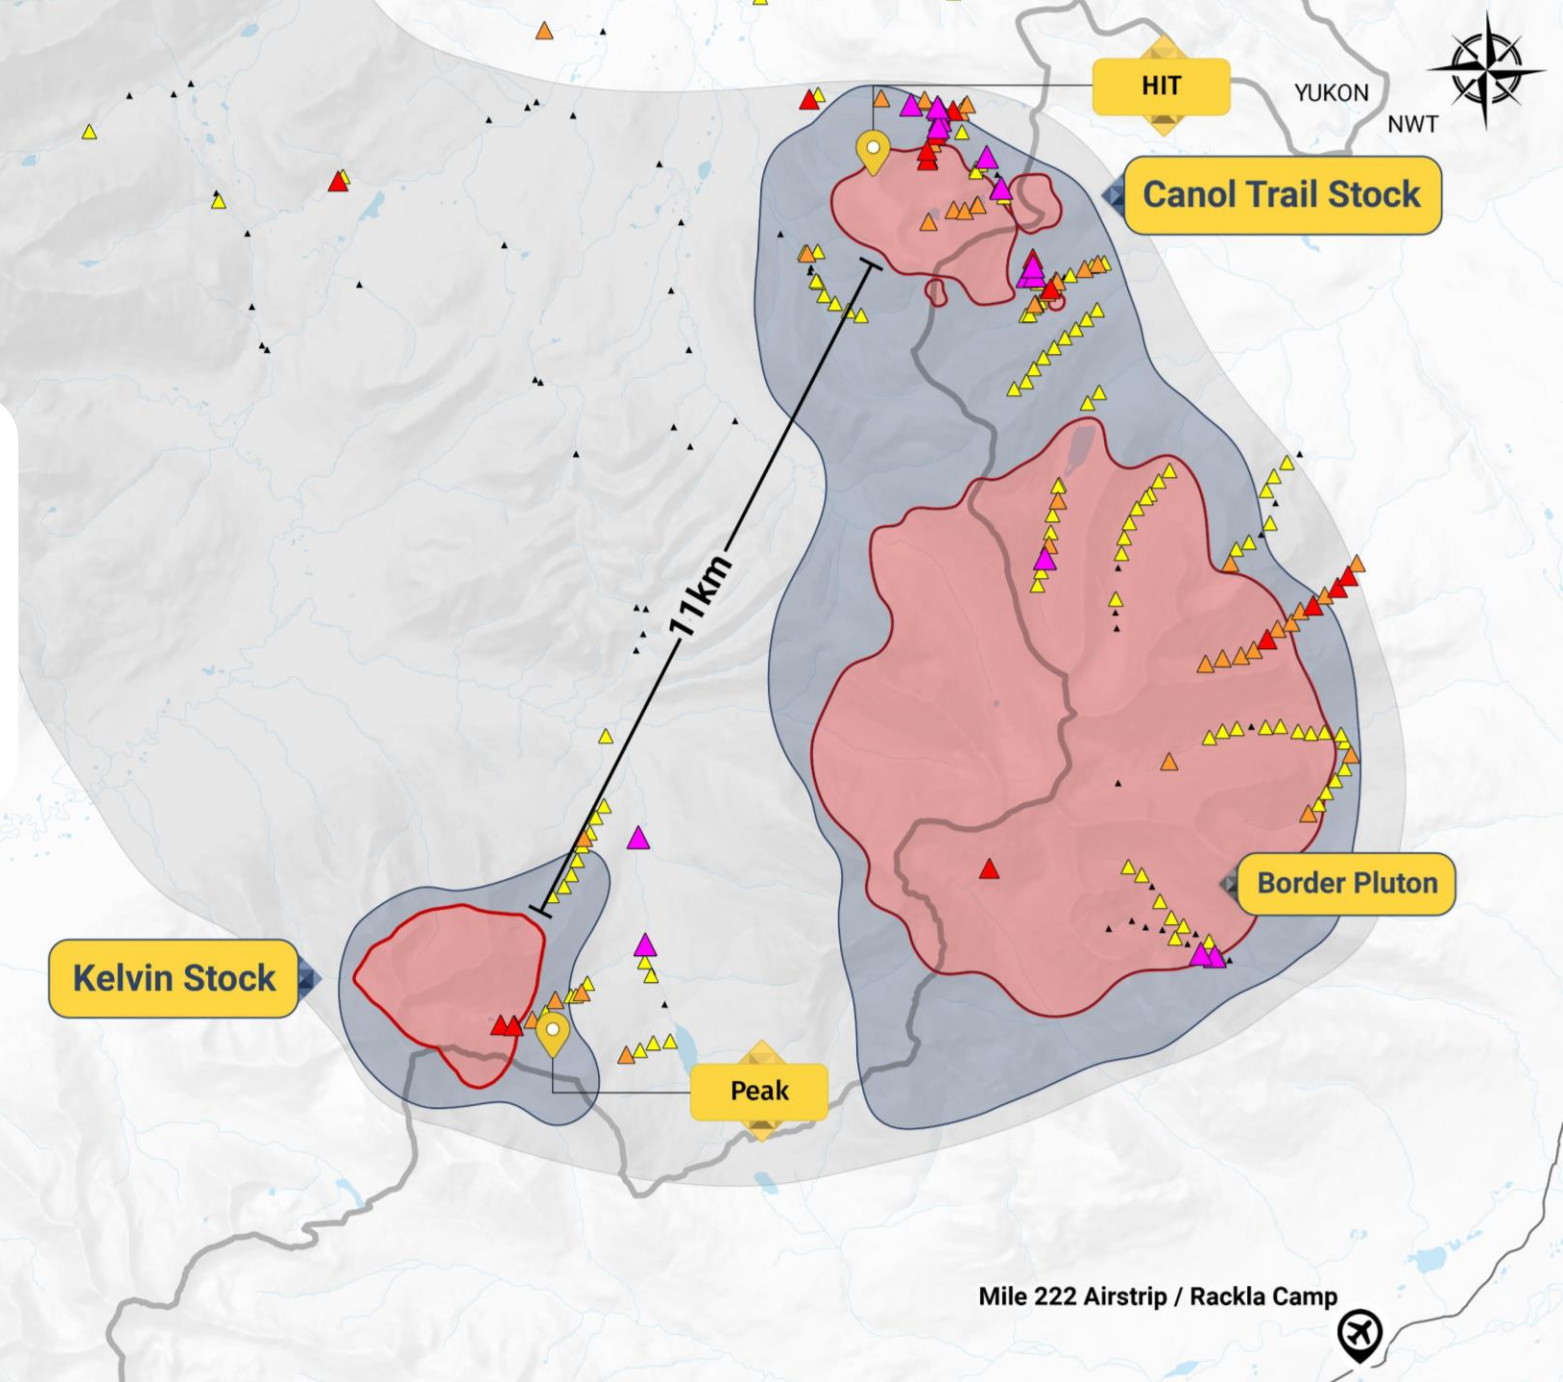 HIT
YUKON
NWT
Canol Trail Stock
11km
Border Pluton
Kelvin Stock
Peak
Mile 222 Airstrip / Rackla Camp